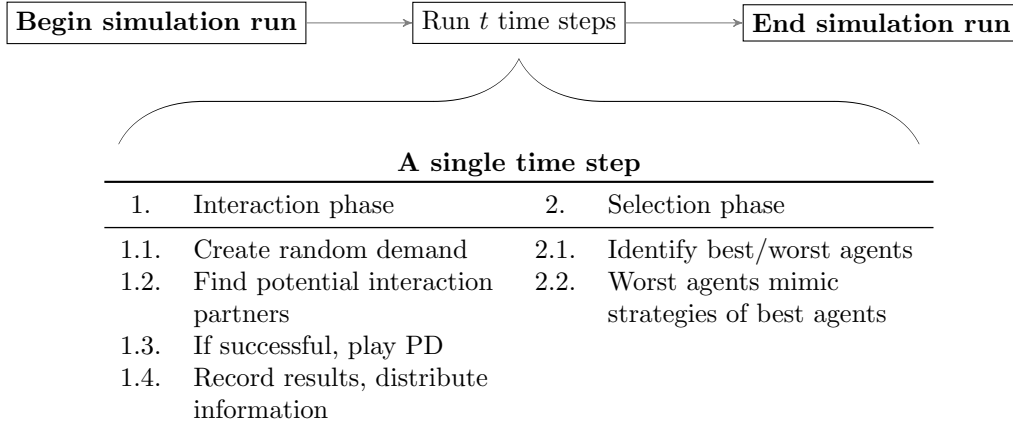 Begin simulation run
Run t time steps
End simulation run
A single time step
1. Interaction phase
2. Selection phase
1.1. Create random demand
1.2. Find potential interaction
partners
1.3. If successful, play PD
1.4. Record results, distribute
information
2.1. Identify best/worst agents
2.2. Worst agents mimic
strategies of best agents